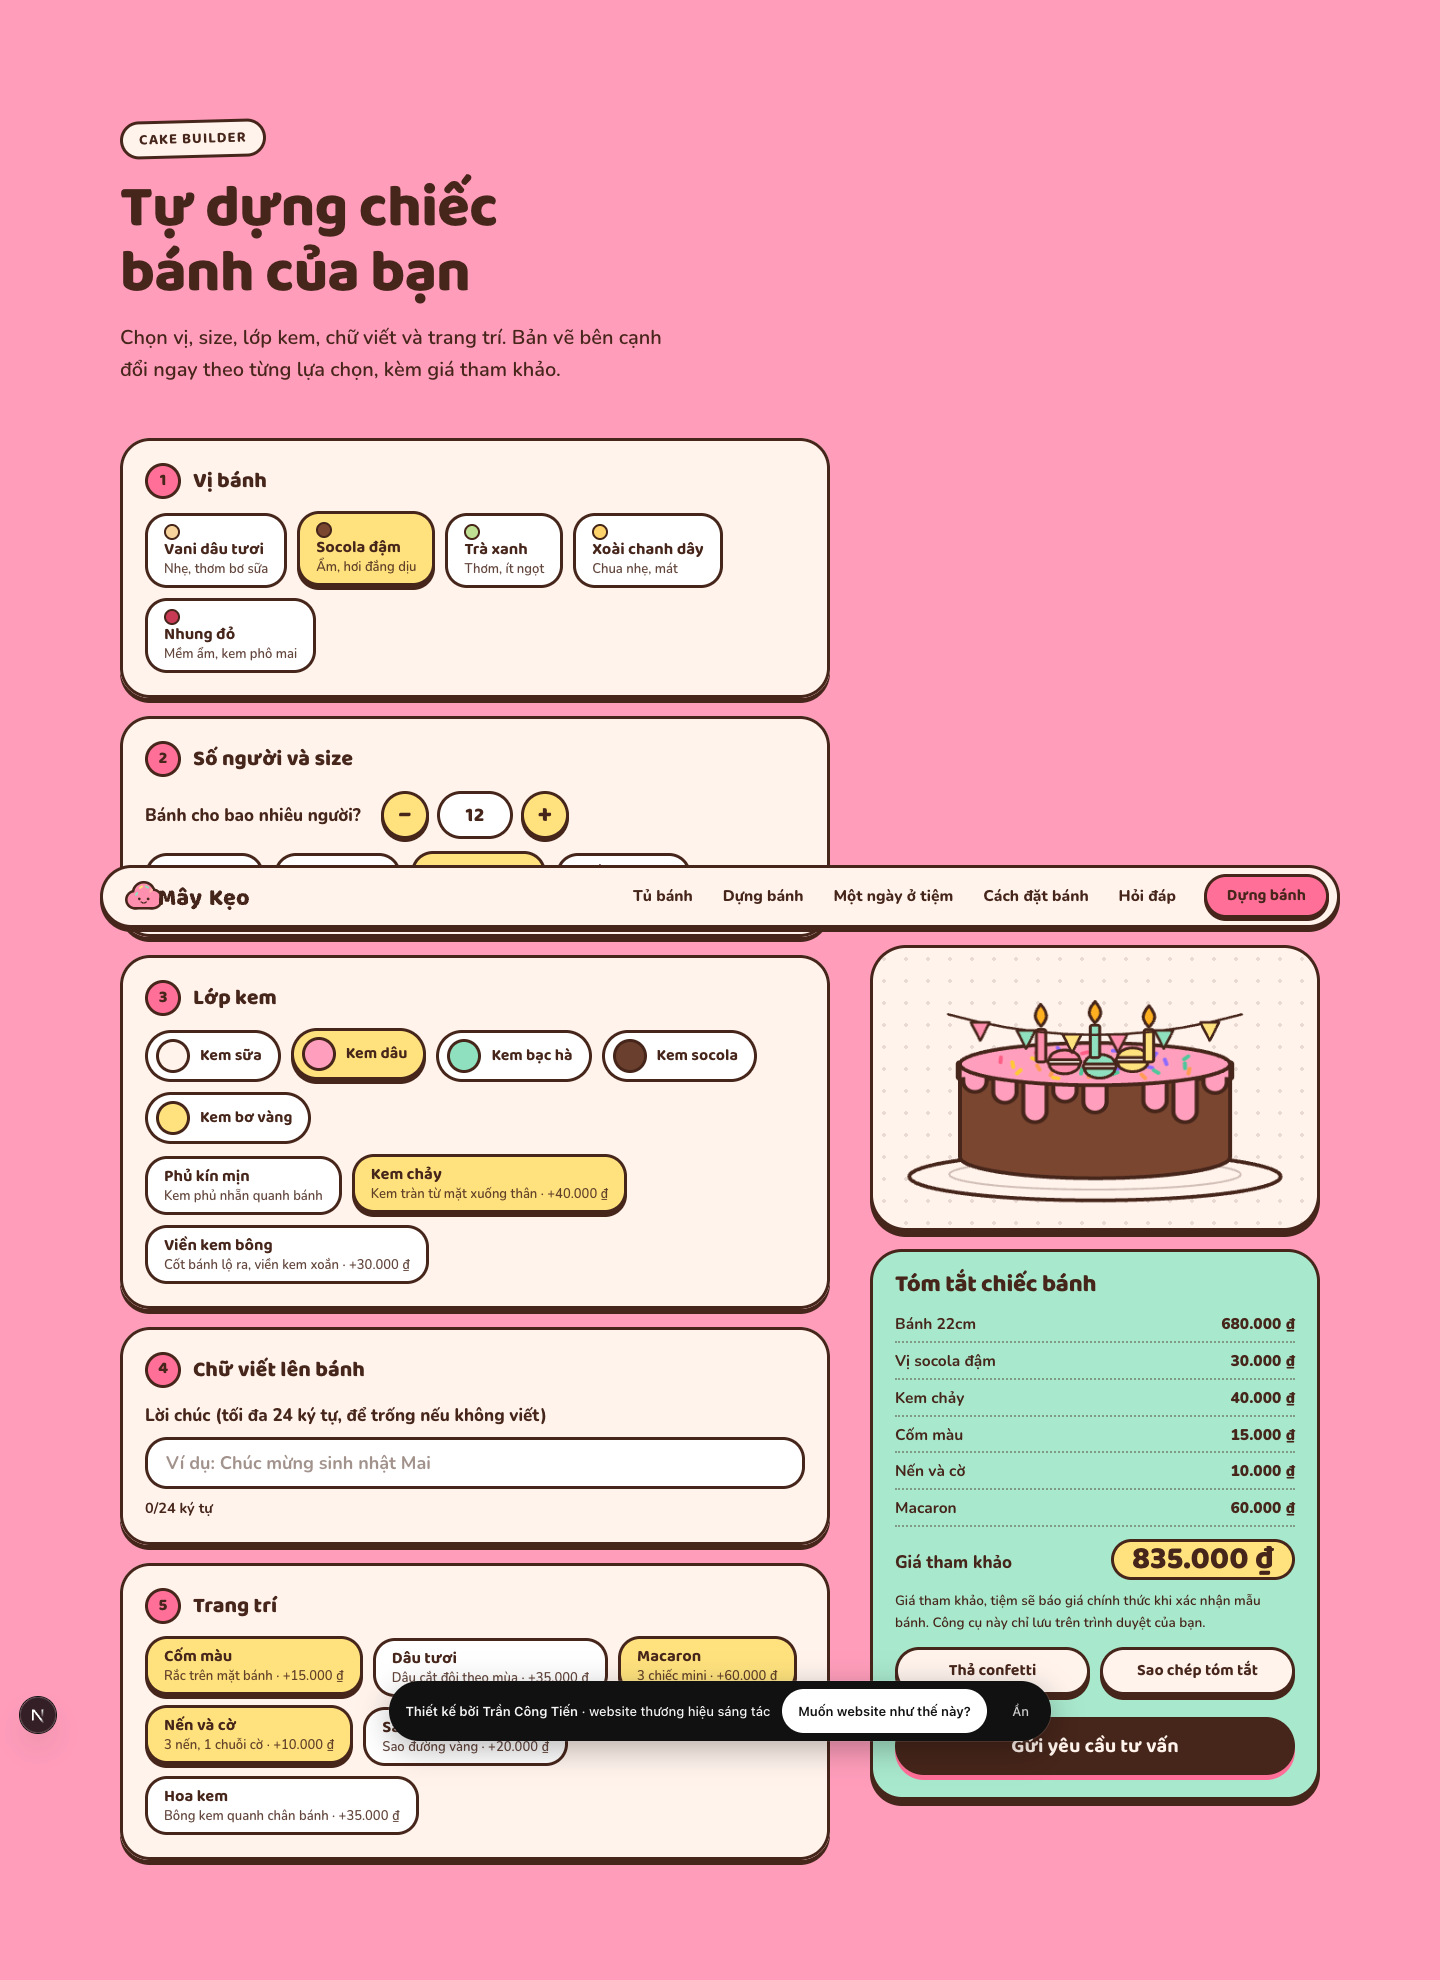 CAKE BUILDER
Tự dựng chiếc
bánh của bạn
Chọn vị, size, lớp kem, chữ viết và trang trí. Bản vẽ bên cạnh
đổi ngay theo từng lựa chọn, kèm giá tham khảo.
1 Vị bánh
Vani dâu tươi
Nhẹ, thơm bơ sữa
Socola đậm
Ẩm, hơi đắng dịu
Trà xanh
Thơm, ít ngọt
Xoài chanh dây
Chua nhẹ, mát
Nhung đỏ
Mềm ẩm, kem phô mai
2 Số người và size
Bánh cho bao nhiêu người? − 12 +
Mây Kẹo
Tủ bánh Dựng bánh Một ngày ở tiệm Cách đặt bánh Hỏi đáp Dựng bánh
3 Lớp kem
Kem sữa
Kem dâu
Kem bạc hà
Kem socola
Kem bơ vàng
Phủ kín mịn
Kem phủ nhẵn quanh bánh
Kem chảy
Kem tràn từ mặt xuống thân · +40.000 ₫
Viền kem bông
Cốt bánh lộ ra, viền kem xoắn · +30.000 ₫
4 Chữ viết lên bánh
Lời chúc (tối đa 24 ký tự, để trống nếu không viết)
Ví dụ: Chúc mừng sinh nhật Mai
0/24 ký tự
5 Trang trí
Cốm màu
Rắc trên mặt bánh · +15.000 ₫
Dâu tươi
Dâu cắt đôi theo mùa · +35.000 ₫
Macaron
3 chiếc mini · +60.000 ₫
Nến và cờ
3 nến, 1 chuỗi cờ · +10.000 ₫
Sao đường vàng · +20.000 ₫
Hoa kem
Bông kem quanh chân bánh · +35.000 ₫
Tóm tắt chiếc bánh
Bánh 22cm 680.000 ₫
Vị socola đậm 30.000 ₫
Kem chảy 40.000 ₫
Cốm màu 15.000 ₫
Nến và cờ 10.000 ₫
Macaron 60.000 ₫
Giá tham khảo 835.000 ₫
Giá tham khảo, tiệm sẽ báo giá chính thức khi xác nhận mẫu
bánh. Công cụ này chỉ lưu trên trình duyệt của bạn.
Thả confetti
Sao chép tóm tắt
Gửi yêu cầu tư vấn
Thiết kế bởi Trần Công Tiến · website thương hiệu sáng tác
Muốn website như thế này?
Ẩn
N